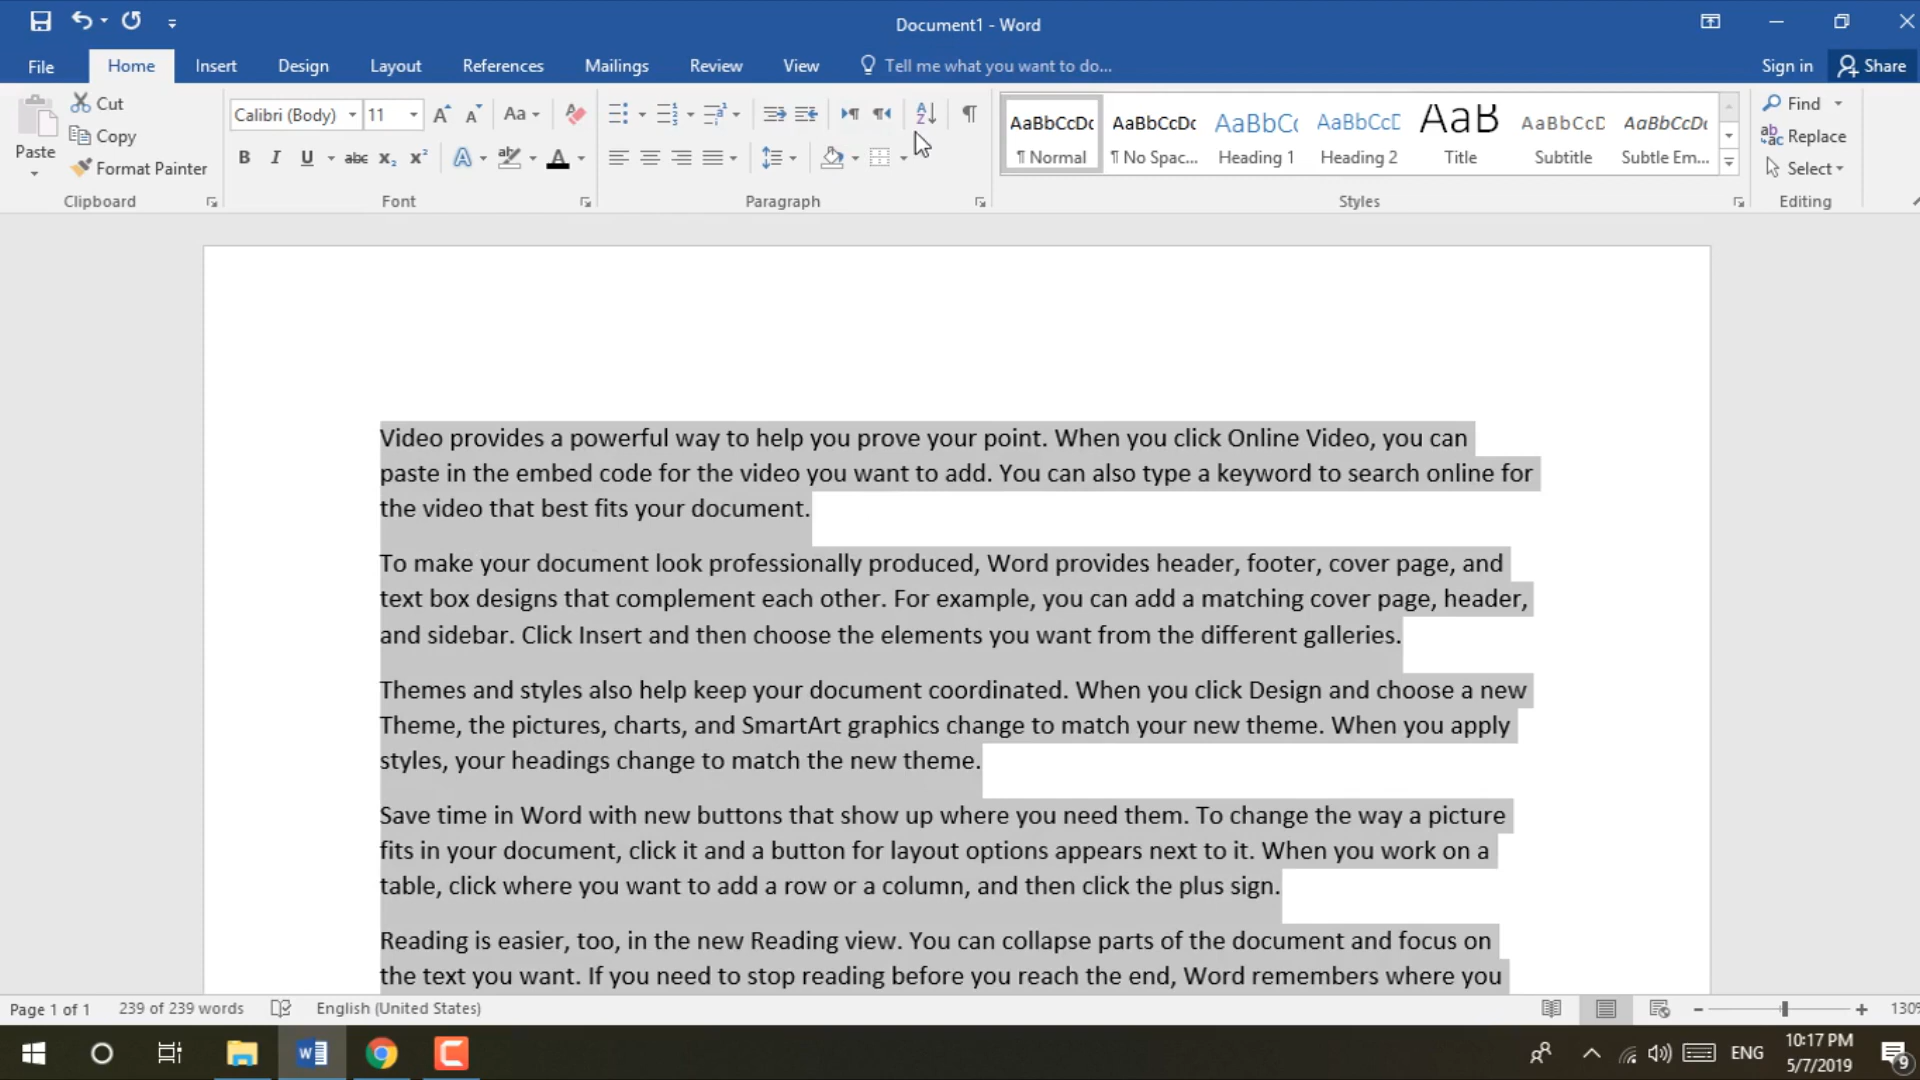 Document1 - Word
File Home Insert Design Layout References Mailings Review View Tell me what you want to do... Sign in Share
Paste
Cut
Copy
Format Painter
Clipboard
Calibri (Body) 11 Aa
B I U abc X₂ X² A A
Font
A Z ¶
Paragraph
AaBbCcDc AaBbCcDc AaBbC AaBbCcD AaB AaBbCcD AaBbCcDc
¶ Normal ¶ No Spac... Heading 1 Heading 2 Title Subtitle Subtle Em...
Styles
Find
Replace
Select
Editing
Video provides a powerful way to help you prove your point. When you click Online Video, you can
paste in the embed code for the video you want to add. You can also type a keyword to search online for
the video that best fits your document.
To make your document look professionally produced, Word provides header, footer, cover page, and
text box designs that complement each other. For example, you can add a matching cover page, header,
and sidebar. Click Insert and then choose the elements you want from the different galleries.
Themes and styles also help keep your document coordinated. When you click Design and choose a new
Theme, the pictures, charts, and SmartArt graphics change to match your new theme. When you apply
styles, your headings change to match the new theme.
Save time in Word with new buttons that show up where you need them. To change the way a picture
fits in your document, click it and a button for layout options appears next to it. When you work on a
table, click where you want to add a row or a column, and then click the plus sign.
Reading is easier, too, in the new Reading view. You can collapse parts of the document and focus on
the text you want. If you need to stop reading before you reach the end, Word remembers where you
Page 1 of 1 239 of 239 words English (United States) 130%
ENG
10:17 PM
5/7/2019
9